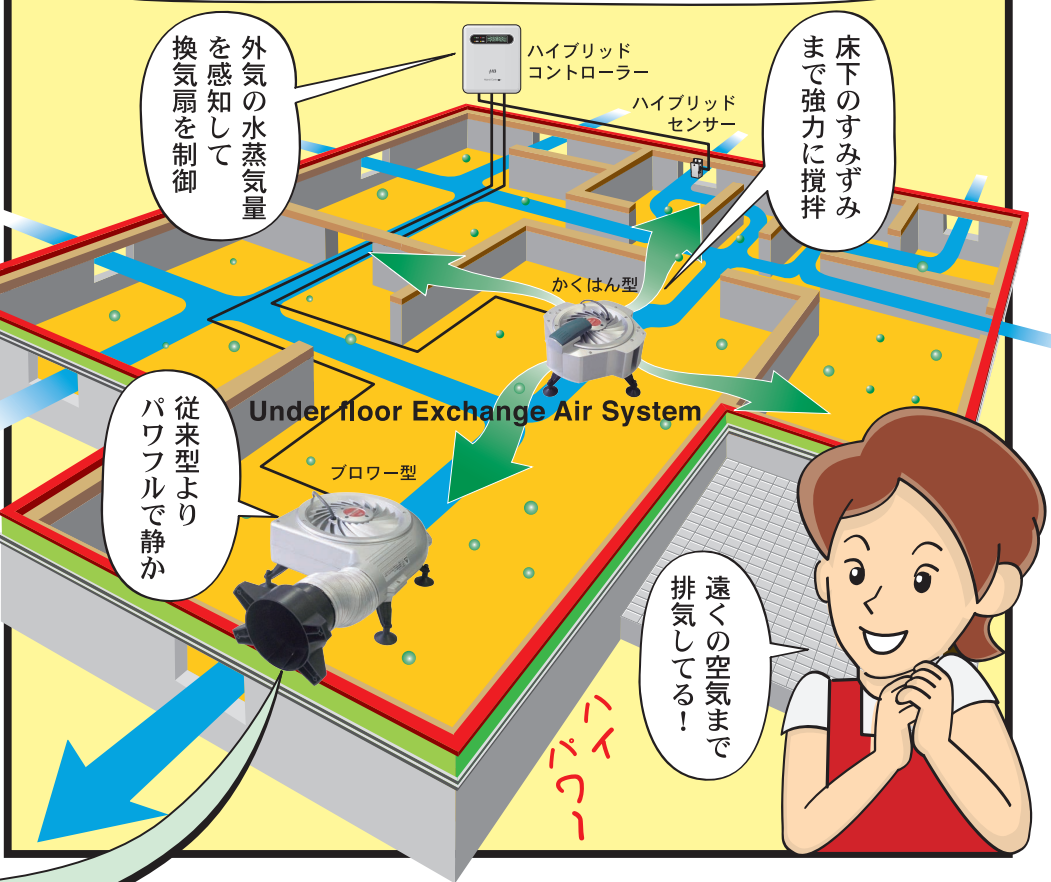 ハイブリッド
コントローラー
ハイブリッド
センサー
床下のすみずみ
まで強力に撹拌
外気の水蒸気量
を感知して
換気扇を制御
かくはん型
Under floor Exchange Air System
従来型より
パワフルで静か
ブロワー型
遠くの空気まで
排気してる！
ハイ
パワー